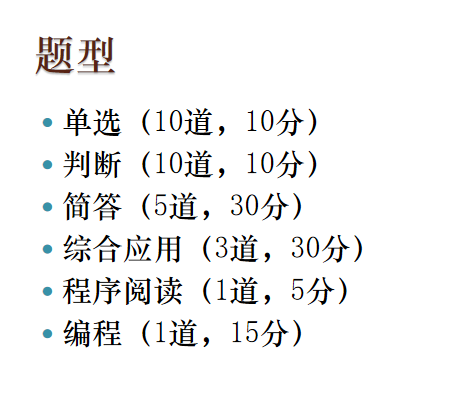 题型
• 单选（10道，10分）
• 判断（10道，10分）
• 简答（5道，30分）
• 综合应用（3道，30分）
• 程序阅读（1道，5分）
• 编程（1道，15分）